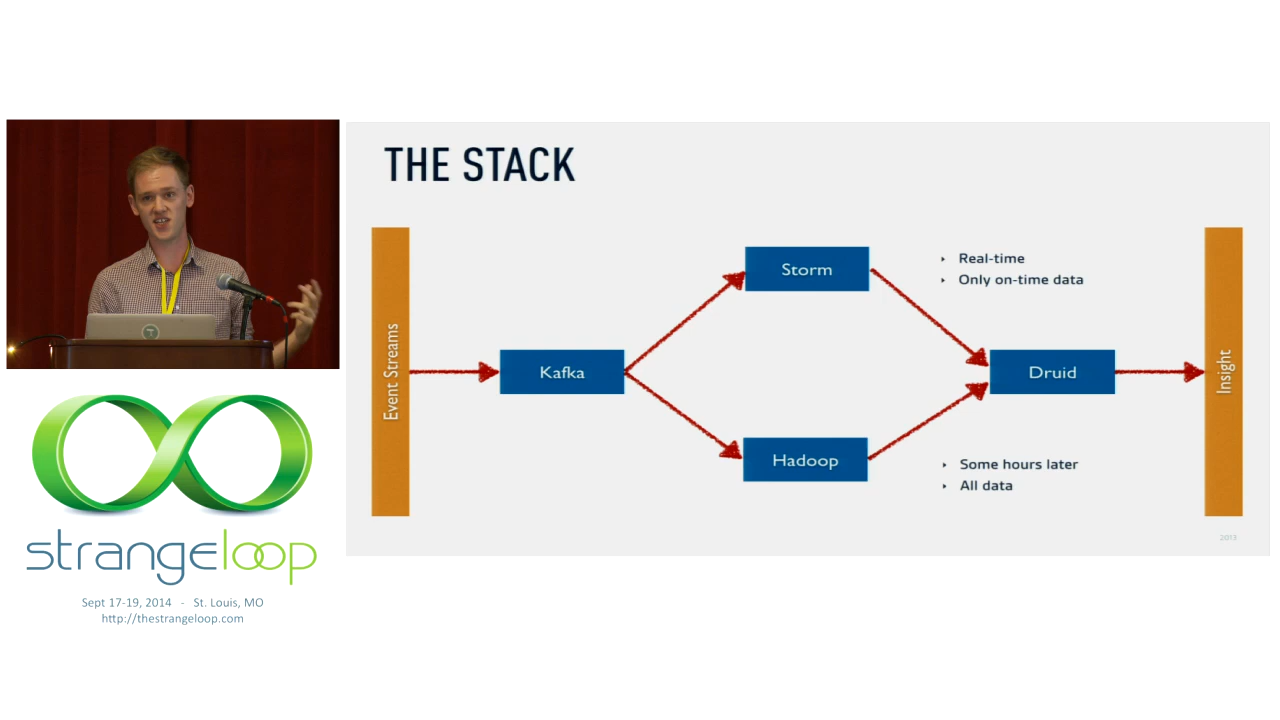 THE STACK
Event Streams
Kafka
Storm
Hadoop
Real-time
Only on-time data
Druid
Some hours later
All data
Insight
2013
strangeloop
Sept 17-19, 2014 - St. Louis, MO
http://thestrangeloop.com